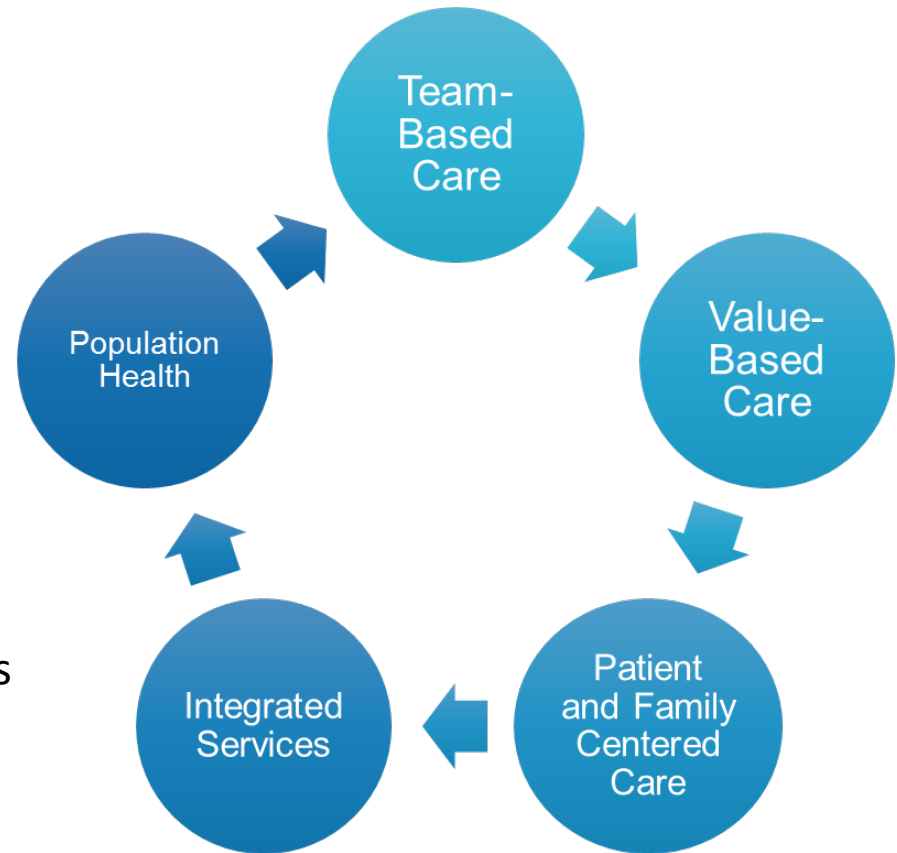 Team-
Based
Care
Value-
Based
Care
Patient
and Family
Centered
Care
Integrated
Services
Population
Health
s